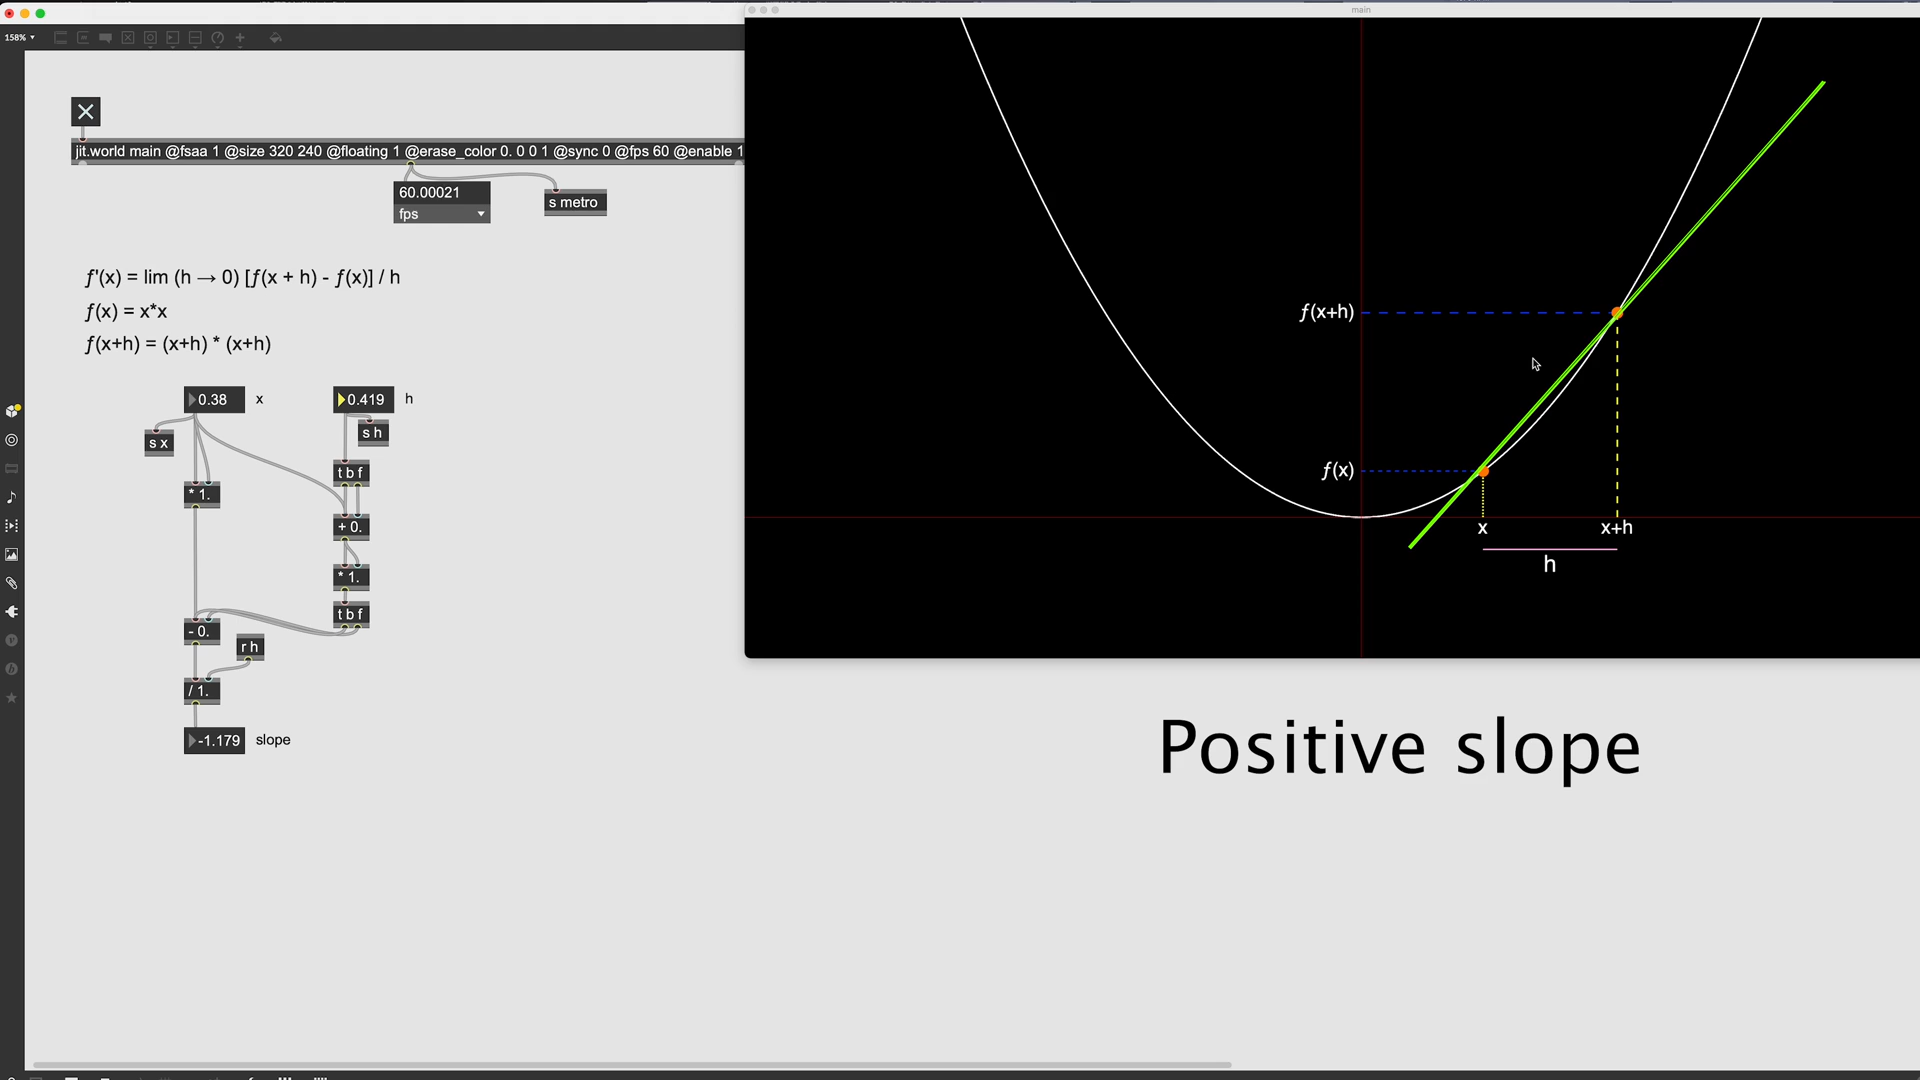 main
158%
jit.world main @fsaa 1 @size 320 240 @floating 1 @erase_color 0. 0 0 1 @sync 0 @fps 60 @enable 1
60.00021
fps
s metro
f'(x) = lim (h → 0) [f(x + h) - f(x)] / h
f(x) = x*x
f(x+h) = (x+h) * (x+h)
0.38 x
0.419 h
s x
s h
t b f
* 1.
+ 0.
* 1.
t b f
- 0.
r h
/ 1.
-1.179 slope
f(x+h)
f(x)
x x+h
h
Positive slope